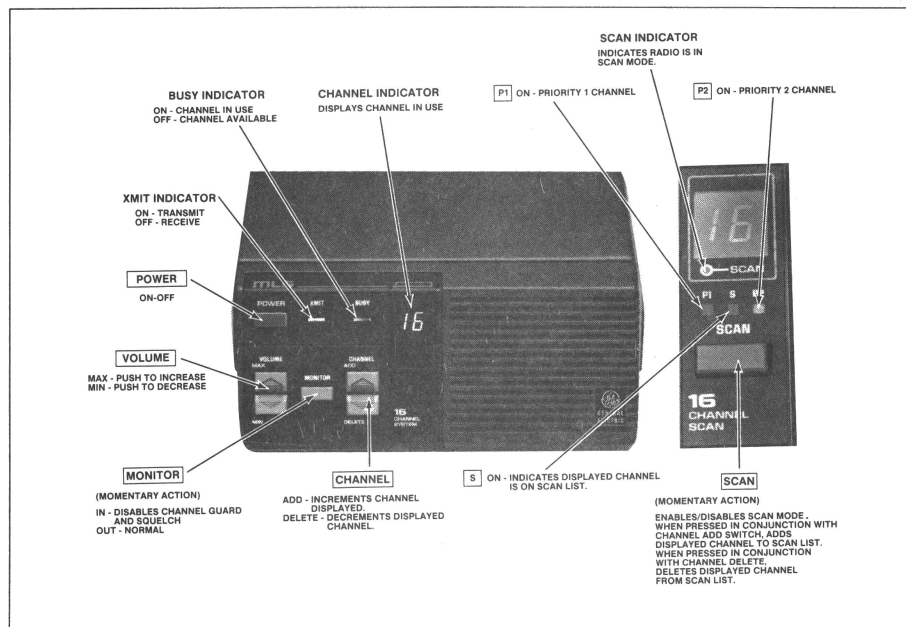 SCAN INDICATOR
INDICATES RADIO IS IN
SCAN MODE.
BUSY INDICATOR
ON - CHANNEL IN USE
OFF - CHANNEL AVAILABLE
CHANNEL INDICATOR
DISPLAYS CHANNEL IN USE
P1 ON - PRIORITY 1 CHANNEL
P2 ON - PRIORITY 2 CHANNEL
XMIT INDICATOR
ON - TRANSMIT
OFF - RECEIVE
POWER
ON-OFF
VOLUME
MAX - PUSH TO INCREASE
MIN - PUSH TO DECREASE
MONITOR
(MOMENTARY ACTION)
IN - DISABLES CHANNEL GUARD
AND SQUELCH
OUT - NORMAL
CHANNEL
ADD - INCREMENTS CHANNEL
DISPLAYED.
DELETE - DECREMENTS DISPLAYED
CHANNEL.
S ON - INDICATES DISPLAYED CHANNEL
IS ON SCAN LIST.
SCAN
(MOMENTARY ACTION)
ENABLES/DISABLES SCAN MODE.
WHEN PRESSED IN CONJUNCTION WITH
CHANNEL ADD SWITCH, ADDS
DISPLAYED CHANNEL TO SCAN LIST.
WHEN PRESSED IN CONJUNCTION
WITH CHANNEL DELETE,
DELETES DISPLAYED CHANNEL
FROM SCAN LIST.
MLS
POWER
XMIT
BUSY
16
VOLUME
MAX
MONITOR
CHANNEL
ADD
MIN
DELETE
16
CHANNEL
SYSTEM
GENERAL
ELECTRIC
16
SCAN
P1 S P2
SCAN
16
CHANNEL
SCAN